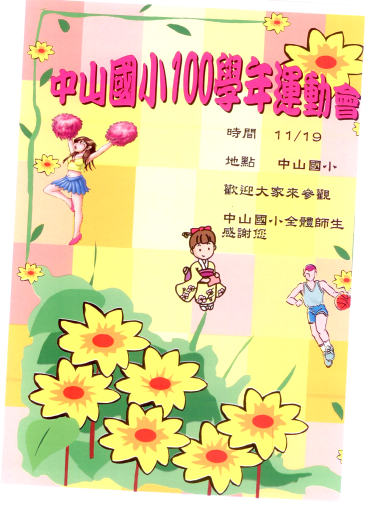 中山國小100學年運動會
時間 11/19
地點 中山國小
歡迎大家來參觀
中山國小全體師生
感謝您